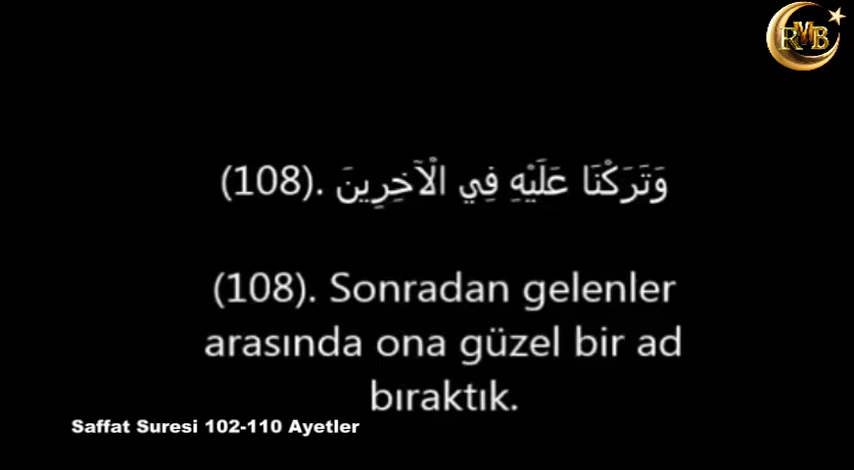 RMB
(108). وَتَرَكْنَا عَلَيْهِ فِي الْآخِرِينَ
(108). Sonradan gelenler
arasında ona güzel bir ad
bıraktık.
Saffat Suresi 102-110 Ayetler